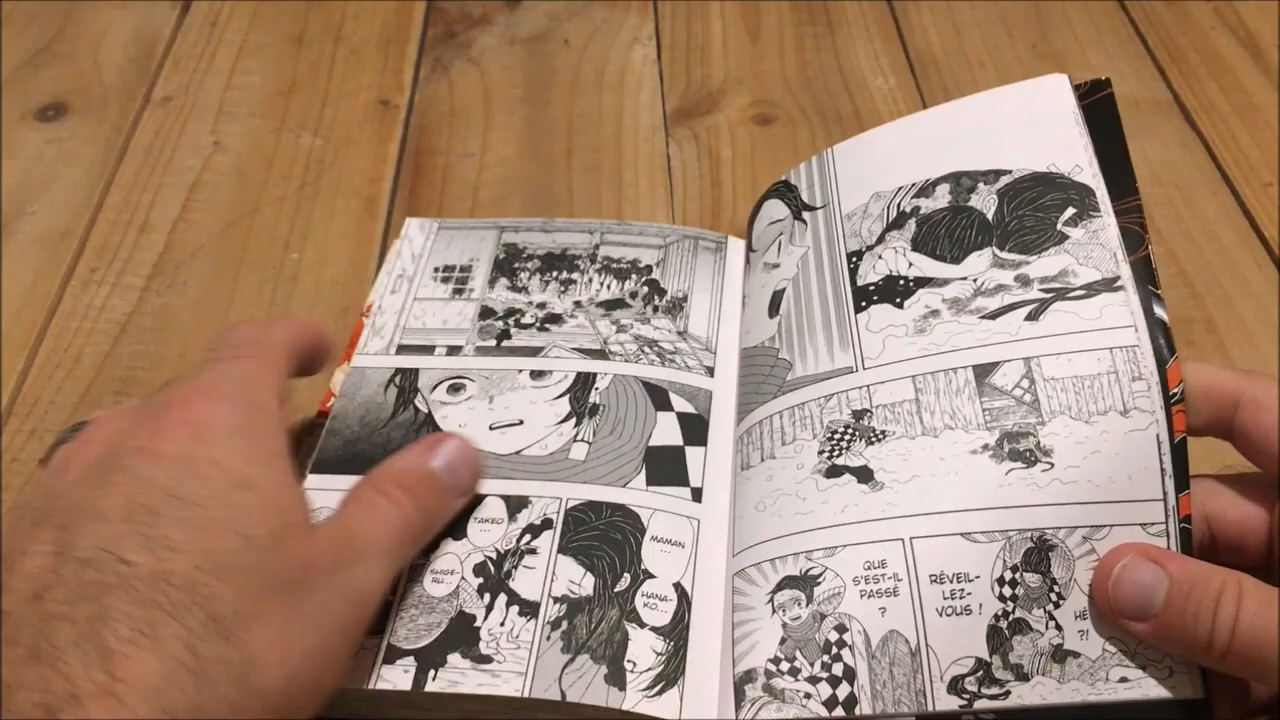 TAKEO
...
SHIGE-
RU...
MAMAN
...
HANA-
KO...
QUE
S'EST-IL
PASSÉ
?
RÉVEIL-
LEZ-
VOUS !
HÉ
?!